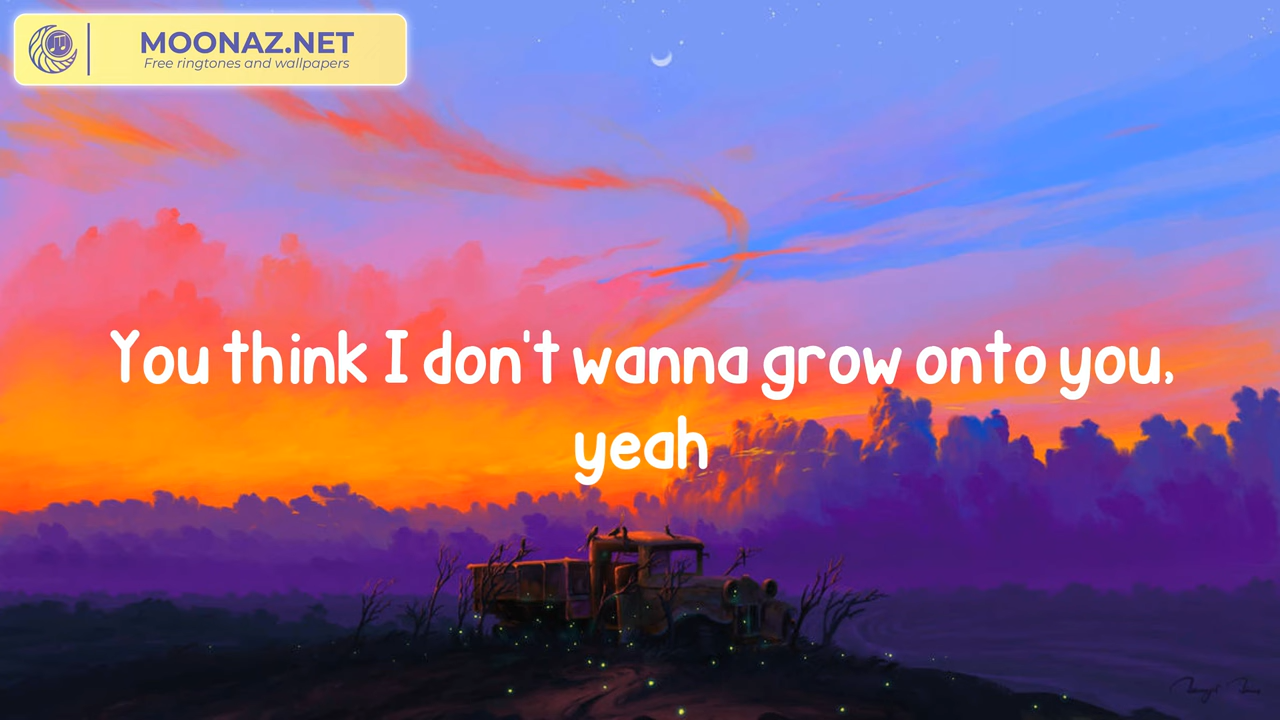 MOONAZ.NET
Free ringtones and wallpapers
You think I don't wanna grow onto you,
yeah